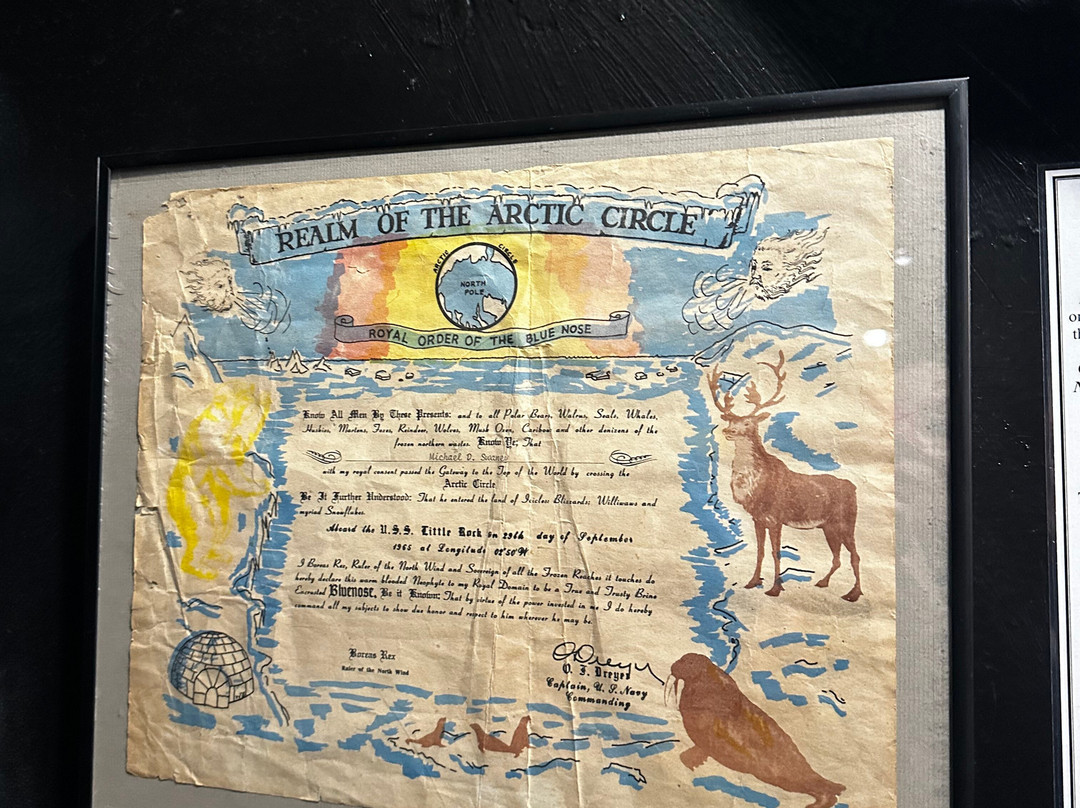 REALM OF THE ARCTIC CIRCLE
ARCTIC CIRCLE
NORTH
POLE
ROYAL ORDER OF THE BLUE NOSE
Know All Men By These Presents: and to all Polar Bears, Walrus, Seals, Whales,
Huskies, Martens, Foxes, Reindeer, Wolves, Musk Oxen, Caribou and other denizens of the
frozen northern wastes. Know Ye: That
Michael D.
with my royal consent passed the Gateway to the Top of the World by crossing the
Arctic Circle
Be It Further Understood: That he entered the land of Icicless Blizzards; Williwaws and
myriad Snowflakes.
Aboard the U.S.S. Little Rock on 29th day of September
1965 at Longitude 02°50'W
I Boreas Rex, Ruler of the North Wind and Sovereign of all the Frozen Reaches it touches do
hereby declare this warm blooded Neophyte to my Royal Domain to be a True and Trusty Brine
Encrusted Bluenose, Be it Known: That by virtue of the power invested in me I do hereby
command all my subjects to show due honor and respect to him wherever he may be.
Boreas Rex
Ruler of the North Wind
O. F. Dreyer
Captain, U. S. Navy
Commanding